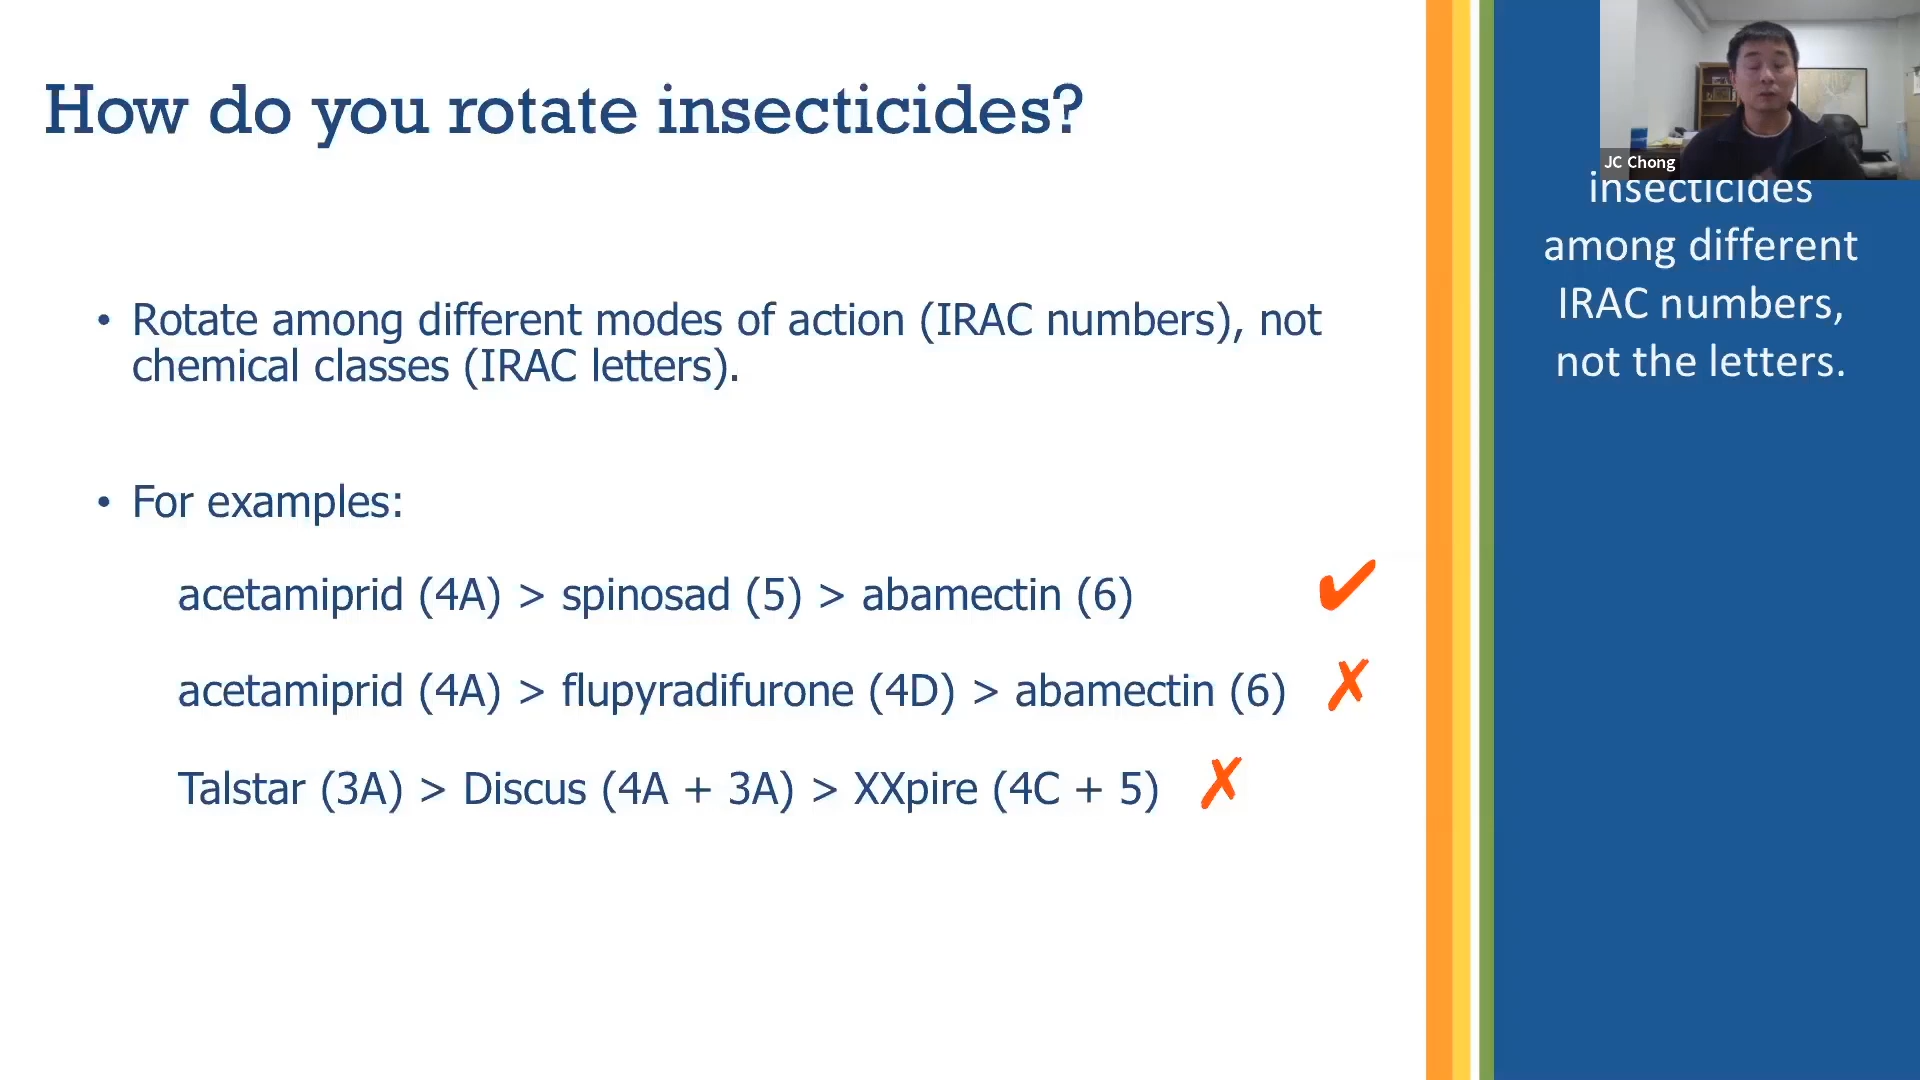 How do you rotate insecticides?
• Rotate among different modes of action (IRAC numbers), not
chemical classes (IRAC letters).
• For examples:
acetamiprid (4A) > spinosad (5) > abamectin (6) ✔
acetamiprid (4A) > flupyradifurone (4D) > abamectin (6) ✗
Talstar (3A) > Discus (4A + 3A) > XXpire (4C + 5) ✗
JC Chong
insecticides
among different
IRAC numbers,
not the letters.